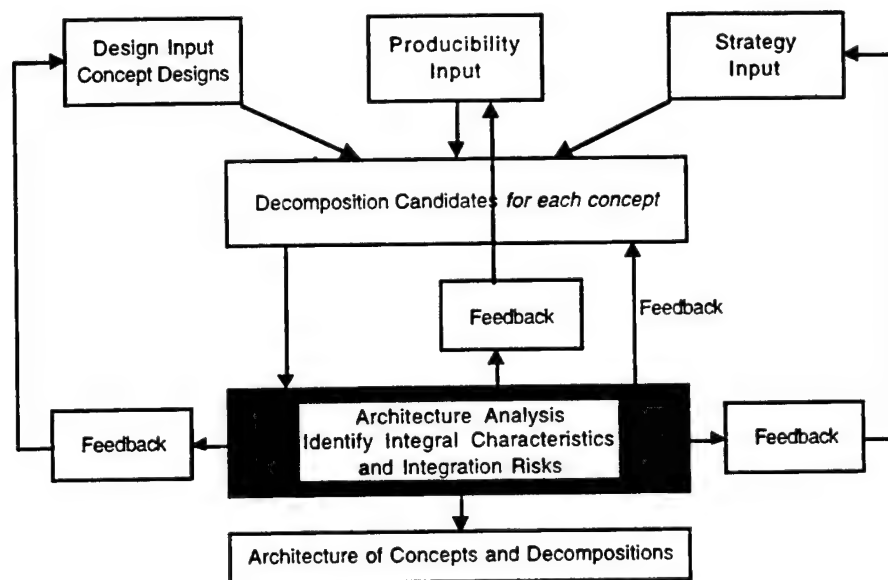 Design Input
Concept Designs
Producibility
Input
Strategy
Input
Decomposition Candidates for each concept
Feedback
Feedback
Architecture Analysis
Identify Integral Characteristics
and Integration Risks
Feedback
Feedback
Architecture of Concepts and Decompositions